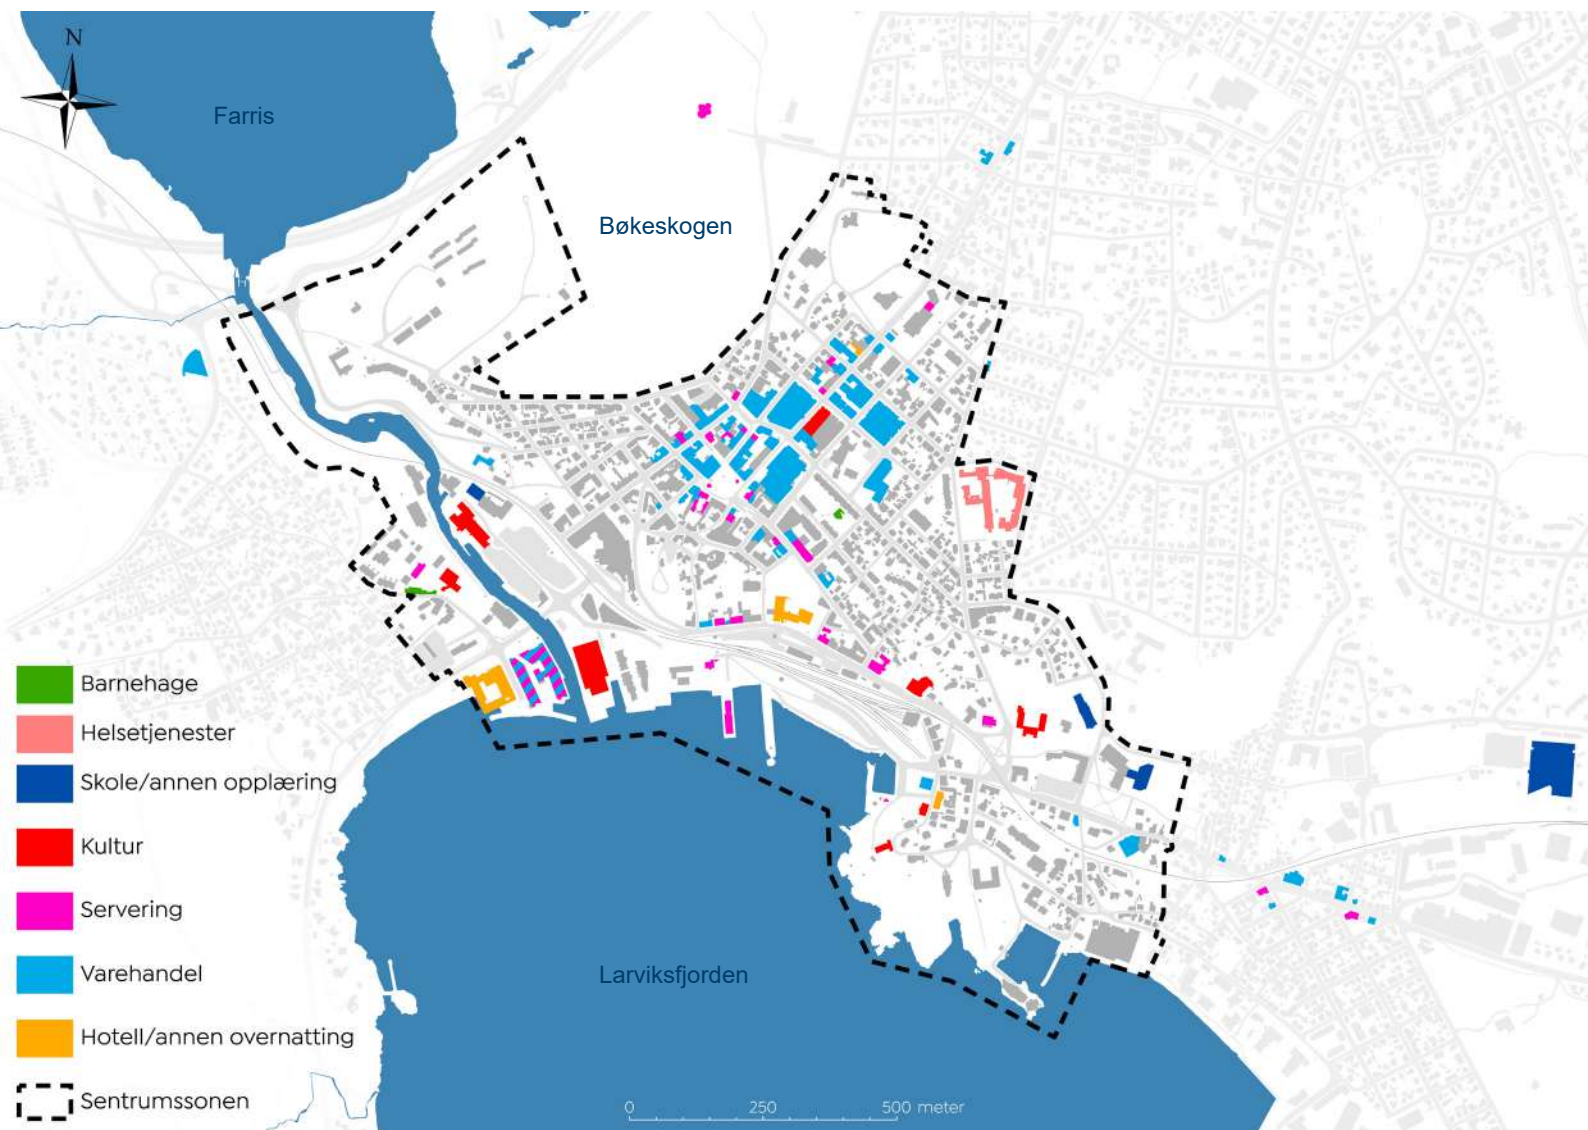 N
Farris
Bøkeskogen
Barnehage
Helsetjenester
Skole/annen opplæring
Kultur
Servering
Varehandel
Larviksfjorden
Hotell/annen overnatting
Sentrumssonen
0 250 500 meter